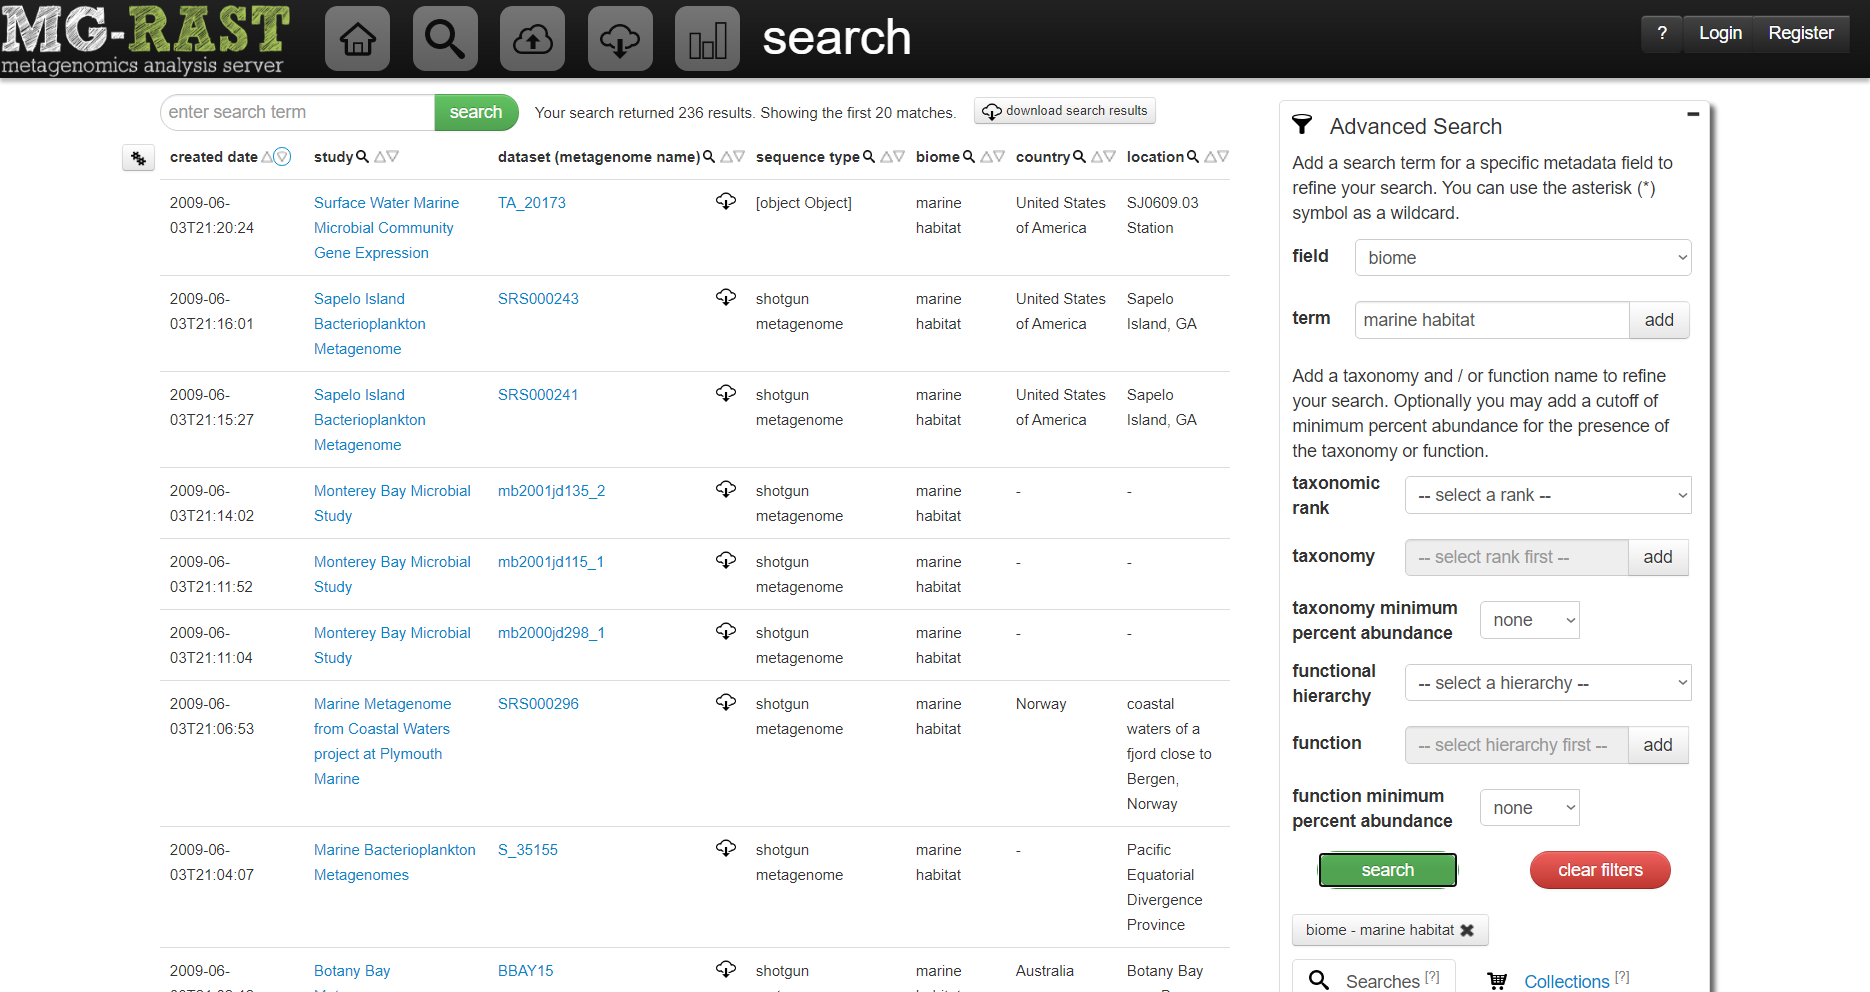 MG-RAST
metagenomics analysis server
search
? Login Register
enter search term search Your search returned 236 results. Showing the first 20 matches. download search results
created date study dataset (metagenome name) sequence type biome country location
2009-06-03T21:20:24 Surface Water Marine Microbial Community Gene Expression TA_20173 [object Object] marine habitat United States of America SJ0609.03 Station
2009-06-03T21:16:01 Sapelo Island Bacterioplankton Metagenome SRS000243 shotgun metagenome marine habitat United States of America Sapelo Island, GA
2009-06-03T21:15:27 Sapelo Island Bacterioplankton Metagenome SRS000241 shotgun metagenome marine habitat United States of America Sapelo Island, GA
2009-06-03T21:14:02 Monterey Bay Microbial Study mb2001jd135_2 shotgun metagenome marine habitat - -
2009-06-03T21:11:52 Monterey Bay Microbial Study mb2001jd115_1 shotgun metagenome marine habitat - -
2009-06-03T21:11:04 Monterey Bay Microbial Study mb2000jd298_1 shotgun metagenome marine habitat - -
2009-06-03T21:06:53 Marine Metagenome from Coastal Waters project at Plymouth Marine SRS000296 shotgun metagenome marine habitat Norway coastal waters of a fjord close to Bergen, Norway
2009-06-03T21:04:07 Marine Bacterioplankton Metagenomes S_35155 shotgun metagenome marine habitat - Pacific Equatorial Divergence Province
2009-06- Botany Bay BBAY15 shotgun marine Australia Botany Bay
Advanced Search
Add a search term for a specific metadata field to
refine your search. You can use the asterisk (*)
symbol as a wildcard.
field biome
term marine habitat add
Add a taxonomy and / or function name to refine
your search. Optionally you may add a cutoff of
minimum percent abundance for the presence of
the taxonomy or function.
taxonomic rank -- select a rank --
taxonomy -- select rank first -- add
taxonomy minimum percent abundance none
functional hierarchy -- select a hierarchy --
function -- select hierarchy first -- add
function minimum percent abundance none
search clear filters
biome - marine habitat
Searches [?] Collections [?]